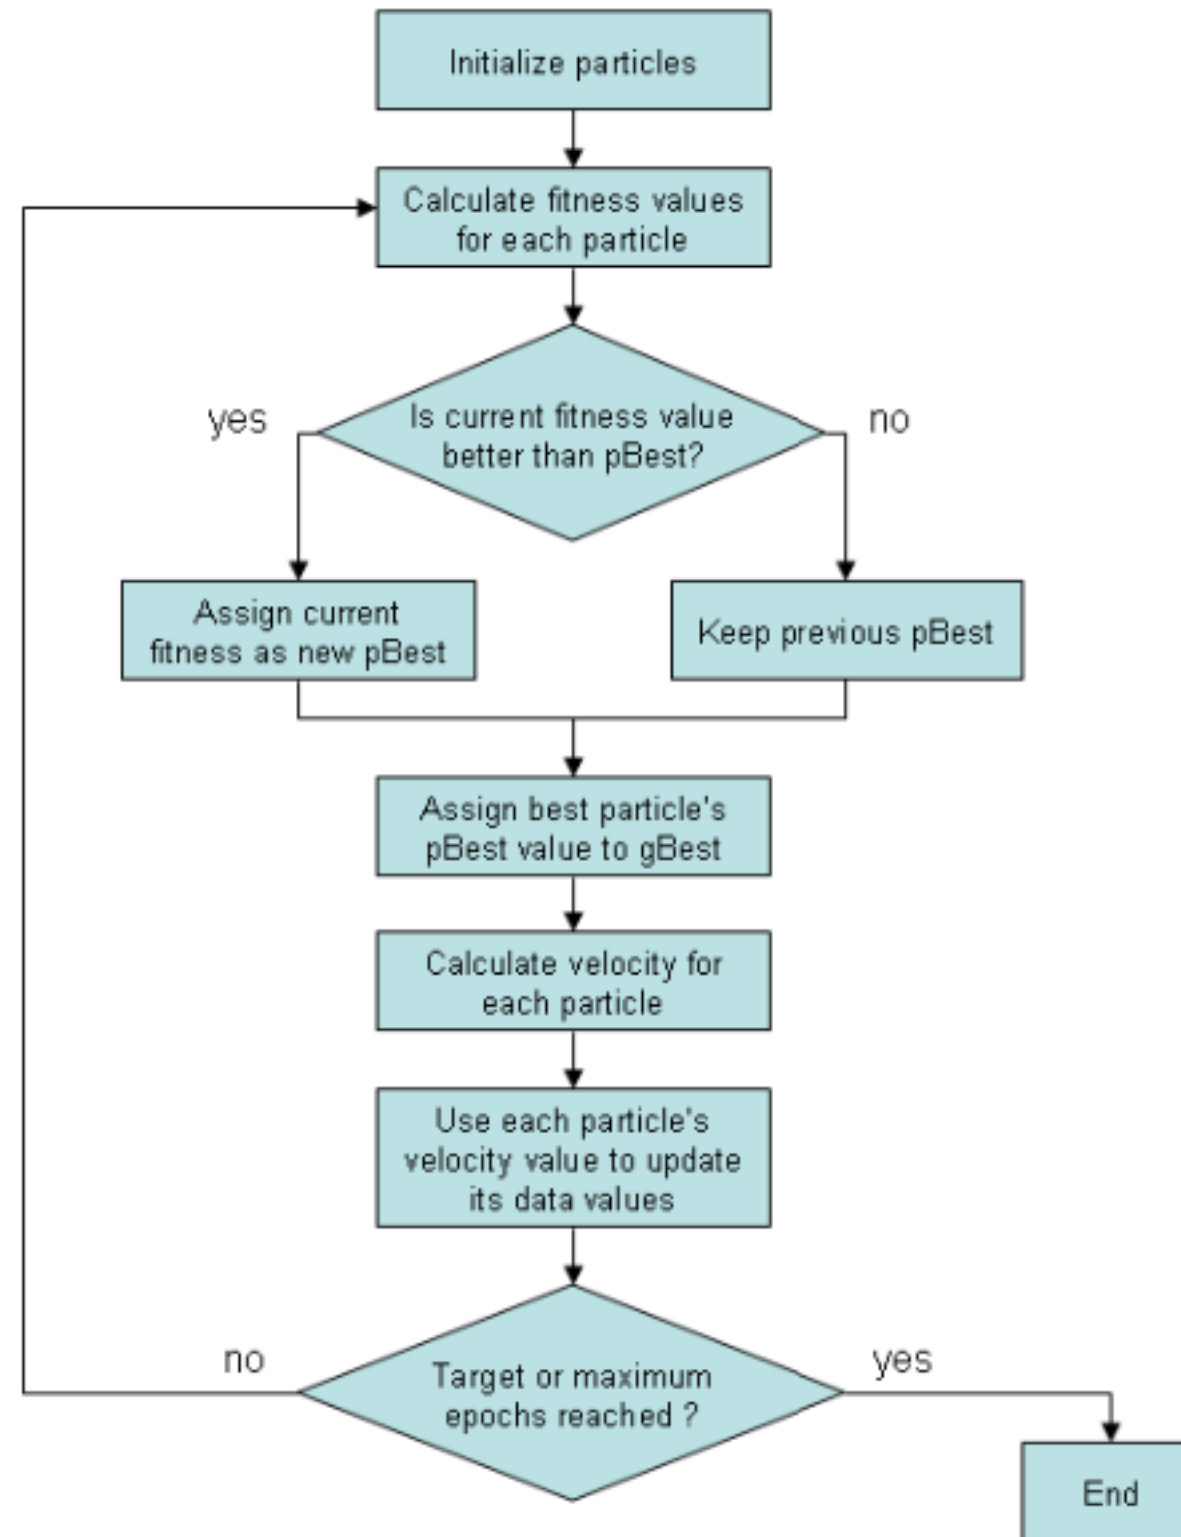 Initialize particles
Calculate fitness values
for each particle
Is current fitness value
better than pBest?
yes
no
Assign current
fitness as new pBest
Keep previous pBest
Assign best particle's
pBest value to gBest
Calculate velocity for
each particle
Use each particle's
velocity value to update
its data values
Target or maximum
epochs reached ?
no
yes
End